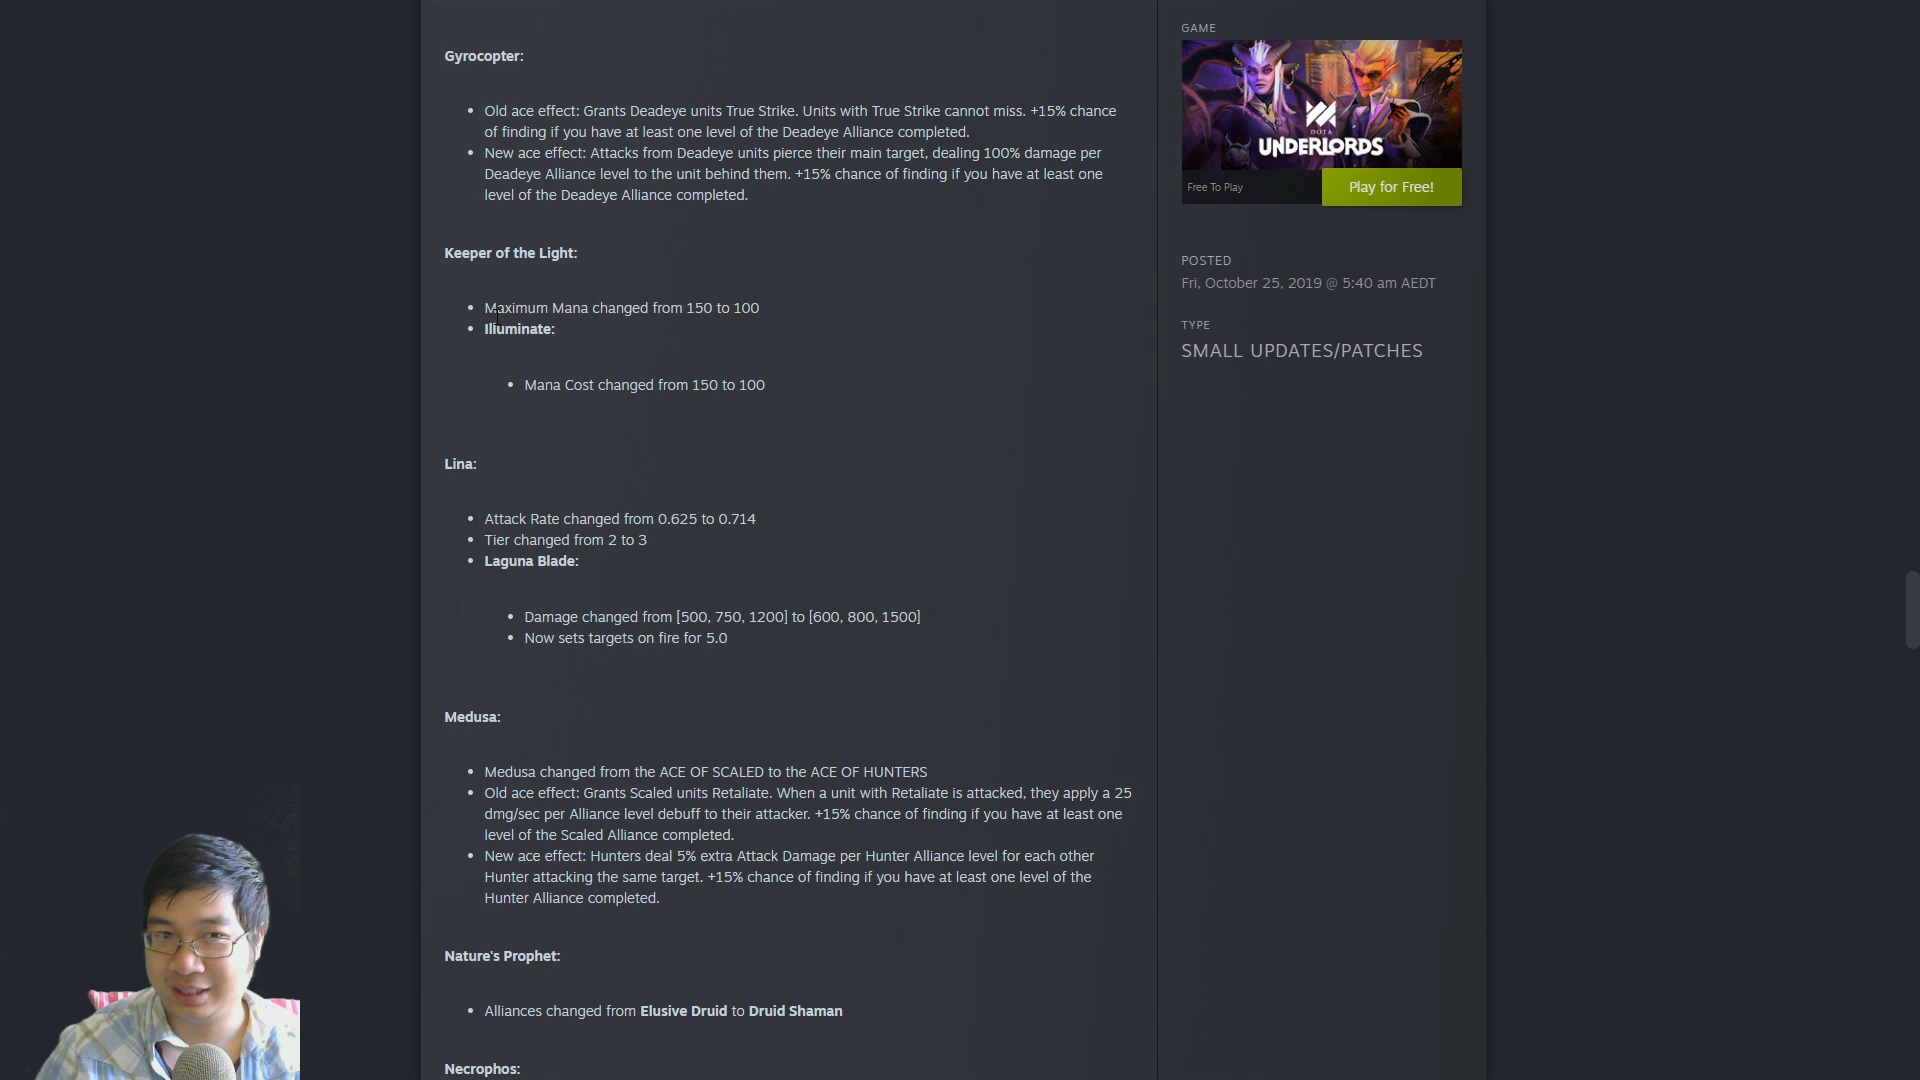 Gyrocopter:
• Old ace effect: Grants Deadeye units True Strike. Units with True Strike cannot miss. +15% chance
of finding if you have at least one level of the Deadeye Alliance completed.
• New ace effect: Attacks from Deadeye units pierce their main target, dealing 100% damage per
Deadeye Alliance level to the unit behind them. +15% chance of finding if you have at least one
level of the Deadeye Alliance completed.
Keeper of the Light:
• Maximum Mana changed from 150 to 100
• Illuminate:
• Mana Cost changed from 150 to 100
Lina:
• Attack Rate changed from 0.625 to 0.714
• Tier changed from 2 to 3
• Laguna Blade:
• Damage changed from [500, 750, 1200] to [600, 800, 1500]
• Now sets targets on fire for 5.0
Medusa:
• Medusa changed from the ACE OF SCALED to the ACE OF HUNTERS
• Old ace effect: Grants Scaled units Retaliate. When a unit with Retaliate is attacked, they apply a 25
dmg/sec per Alliance level debuff to their attacker. +15% chance of finding if you have at least one
level of the Scaled Alliance completed.
• New ace effect: Hunters deal 5% extra Attack Damage per Hunter Alliance level for each other
Hunter attacking the same target. +15% chance of finding if you have at least one level of the
Hunter Alliance completed.
Nature's Prophet:
• Alliances changed from Elusive Druid to Druid Shaman
Necrophos:
GAME
DOTA
UNDERLORDS
Free To Play
Play for Free!
POSTED
Fri, October 25, 2019 @ 5:40 am AEDT
TYPE
SMALL UPDATES/PATCHES